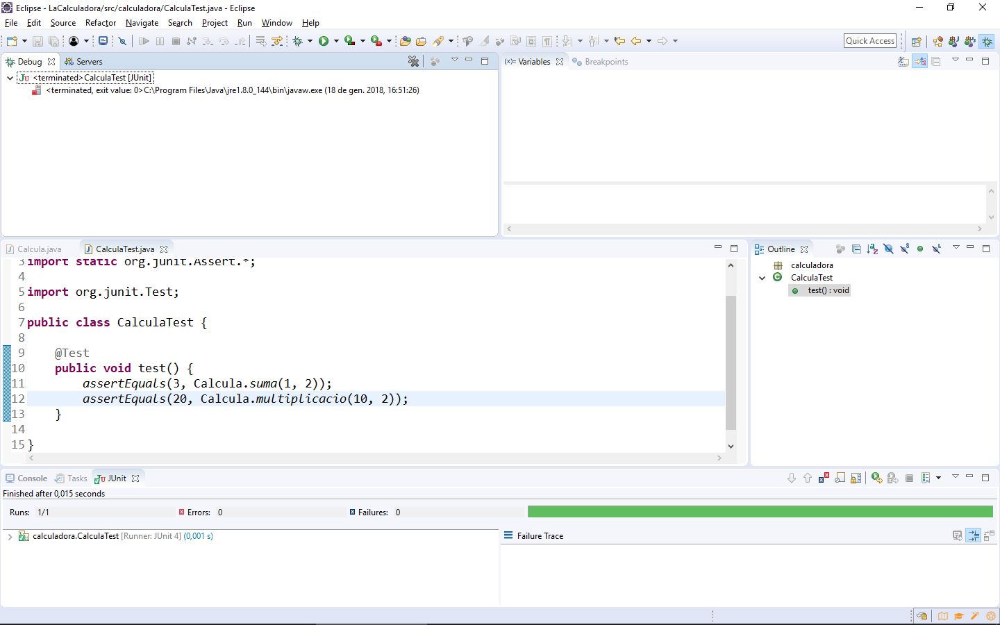 Eclipse - LaCalculadora/src/calculadora/CalculaTest.java - Eclipse
File Edit Source Refactor Navigate Search Project Run Window Help
Quick Access
Debug Servers
<terminated>CalculaTest [JUnit]
<terminated, exit value: 0>C:\Program Files\Java\jre1.8.0_144\bin\javaw.exe (18 de gen. 2018, 16:51:26)
(x)= Variables Breakpoints
Calcula.java CalculaTest.java
3 import static org.junit.Assert.*;
4
5 import org.junit.Test;
6
7 public class CalculaTest {
8
9 @Test
10 public void test() {
11 assertEquals(3, Calcula.suma(1, 2));
12 assertEquals(20, Calcula.multiplicacio(10, 2));
13 }
14
15 }
Outline
calculadora
CalculaTest
test() : void
Console Tasks JUnit
Finished after 0,015 seconds
Runs: 1/1 Errors: 0 Failures: 0
calculadora.CalculaTest [Runner: JUnit 4] (0,001 s)
Failure Trace